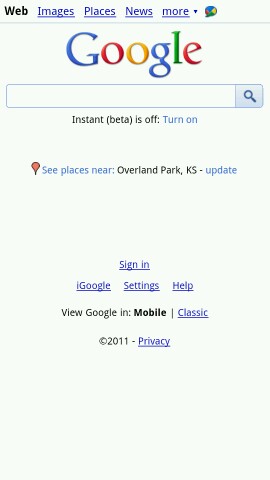 Web Images Places News more ▾
Google
Instant (beta) is off: Turn on
See places near: Overland Park, KS - update
Sign in
iGoogle Settings Help
View Google in: Mobile | Classic
©2011 - Privacy